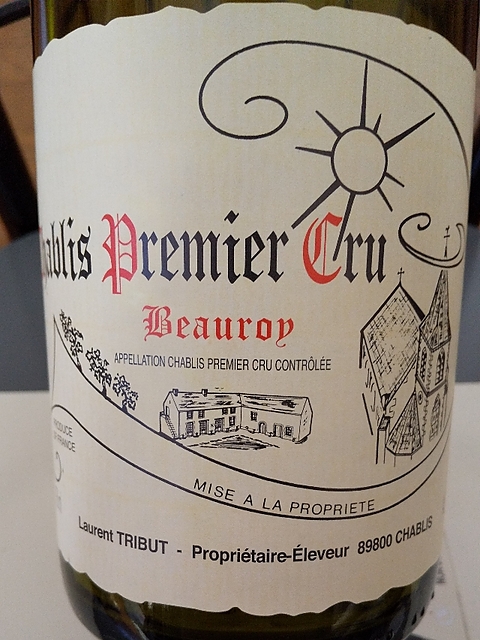 ablis Premier Cru
Beauroy
APPELLATION CHABLIS PREMIER CRU CONTRÔLÉE
MISE A LA PROPRIETE
Laurent TRIBUT - Propriétaire-Éleveur 89800 CHABLIS